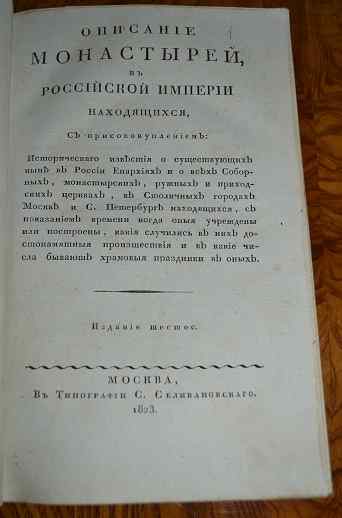 ОПИСАНІЕ
МОНАСТЫРЕЙ,
въ
РОССІЙСКОЙ ИМПЕРІИ
НАХОДЯЩИХСЯ,
Съ присовокупленіемъ:
Историческаго извѣстія о существующихъ
нынѣ въ Россіи Епархіяхъ и о всѣхъ Собор-
ныхъ, монастырскихъ, ружныхъ и приход-
скихъ церквахъ, въ Столичныхъ городахъ
Москвѣ и С. Петербургѣ находящихся, съ
показаніемъ времени когда оныя учреждены
или построены, какія случились въ нихъ до-
стопамятныя произшествія и въ какіе чи-
сла бываютъ храмовыя праздники въ оныхъ.
Изданіе шестое.
МОСКВА,
Въ Типографіи С. Селивановскаго.
1823.